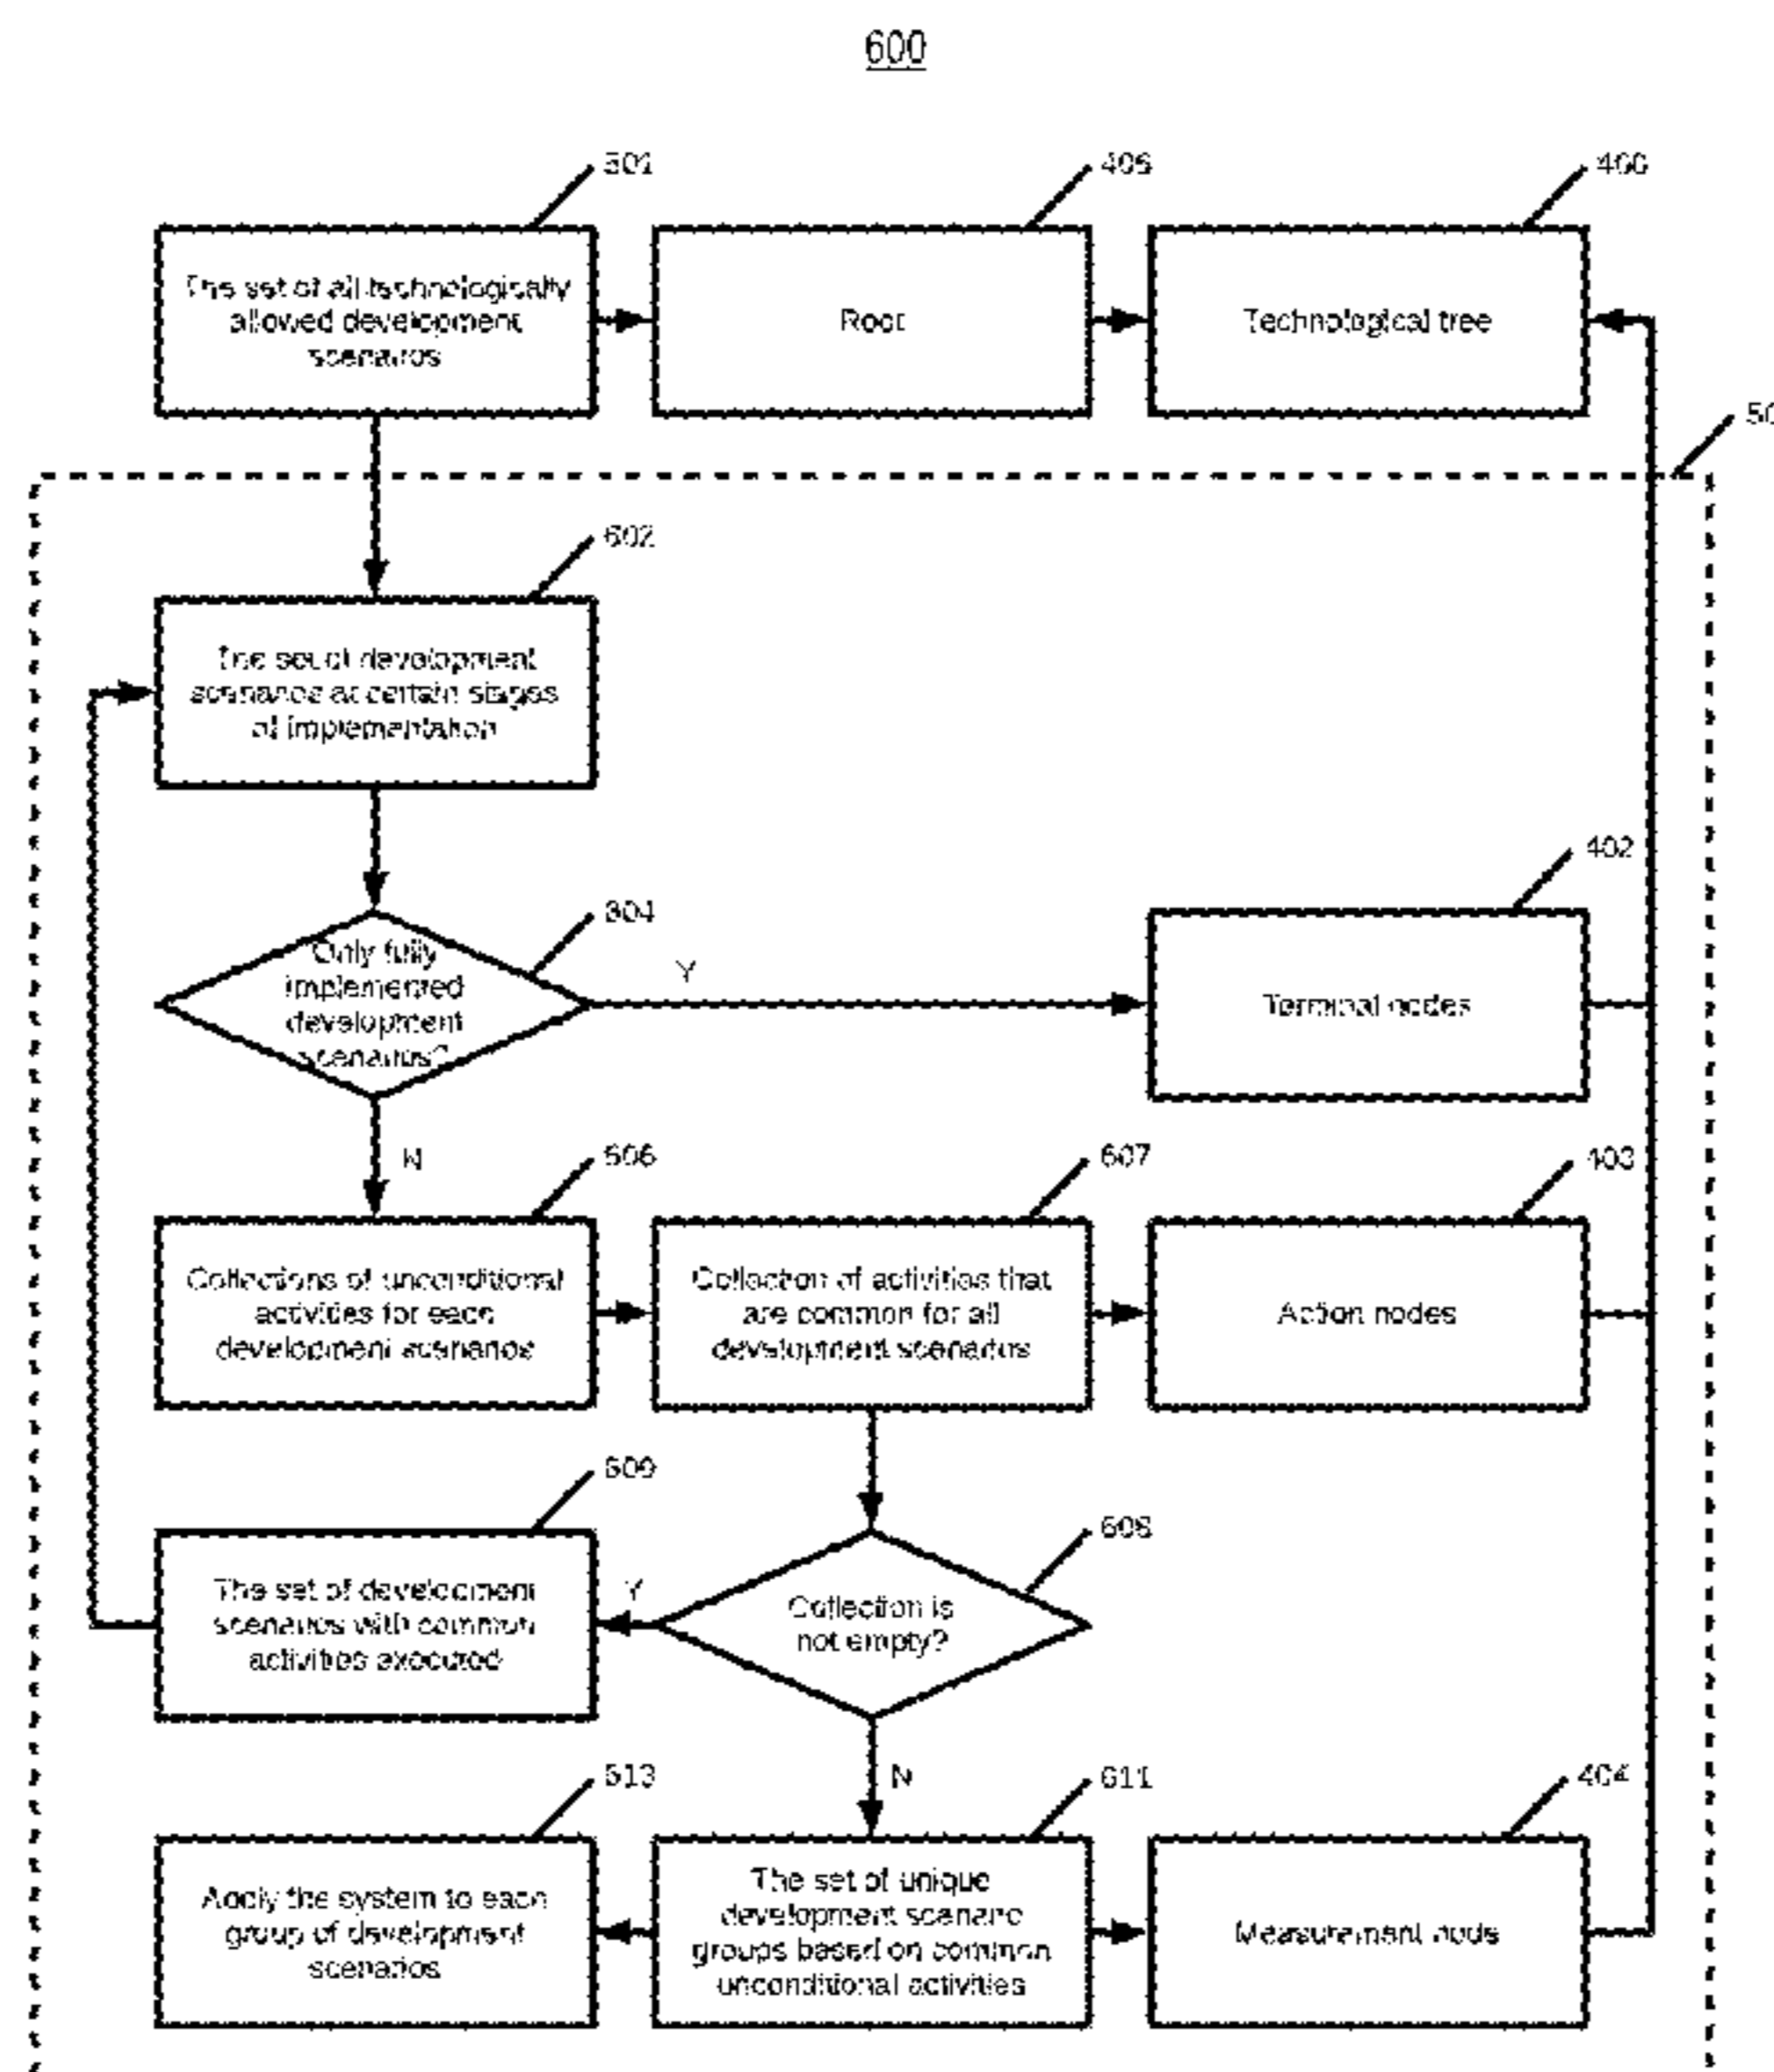 600
501
406
400
The set of all technologically
allowed development
scenarios
Root
Technological tree
602
The set of development
scenarios at certain stages
of implementation
402
604
Only fully
implemented
development
scenarios?
Y
Terminal nodes
N
606
607
403
Collections of unconditional
activities for each
development scenarios
Collection of activities that
are common for all
development scenarios
Action nodes
609
608
The set of development
scenarios with common
activities executed
Y
Collection is
not empty?
N
613
611
404
Apply the system to each
group of development
scenarios
The set of unique
development scenario
groups based on common
unconditional activities
Measurement node